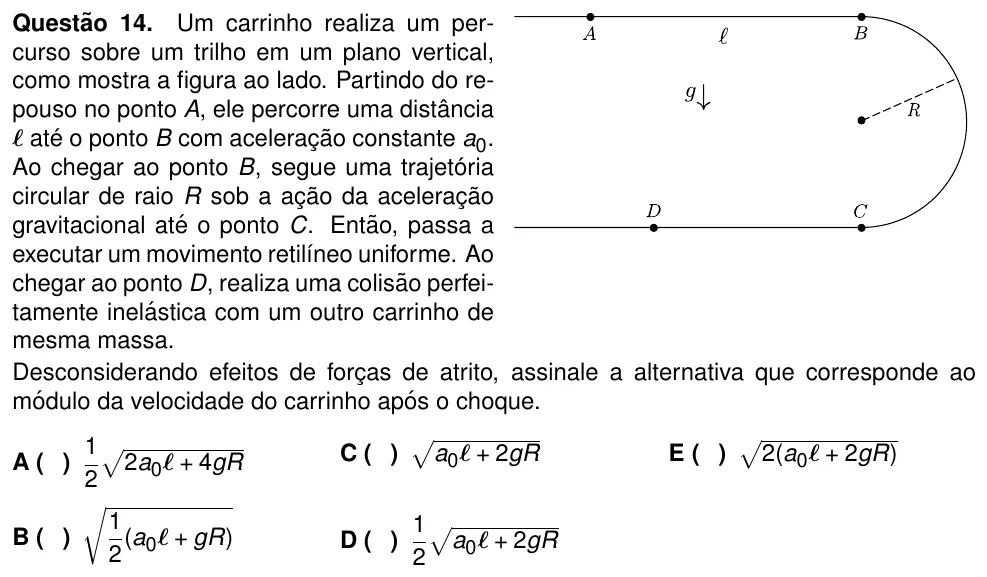 Questão 14. Um carrinho realiza um per-
curso sobre um trilho em um plano vertical,
como mostra a figura ao lado. Partindo do re-
pouso no ponto A, ele percorre uma distância
ℓ até o ponto B com aceleração constante a₀.
Ao chegar ao ponto B, segue uma trajetória
circular de raio R sob a ação da aceleração
gravitacional até o ponto C. Então, passa a
executar um movimento retilíneo uniforme. Ao
chegar ao ponto D, realiza uma colisão perfei-
tamente inelástica com um outro carrinho de
mesma massa.
A ℓ B
g↓
R
D C
Desconsiderando efeitos de forças de atrito, assinale a alternativa que corresponde ao
módulo da velocidade do carrinho após o choque.
A ( ) 1/2 √(2a₀ℓ + 4gR)
C ( ) √(a₀ℓ + 2gR)
E ( ) √(2(a₀ℓ + 2gR))
B ( ) √(1/2 (a₀ℓ + gR))
D ( ) 1/2 √(a₀ℓ + 2gR)